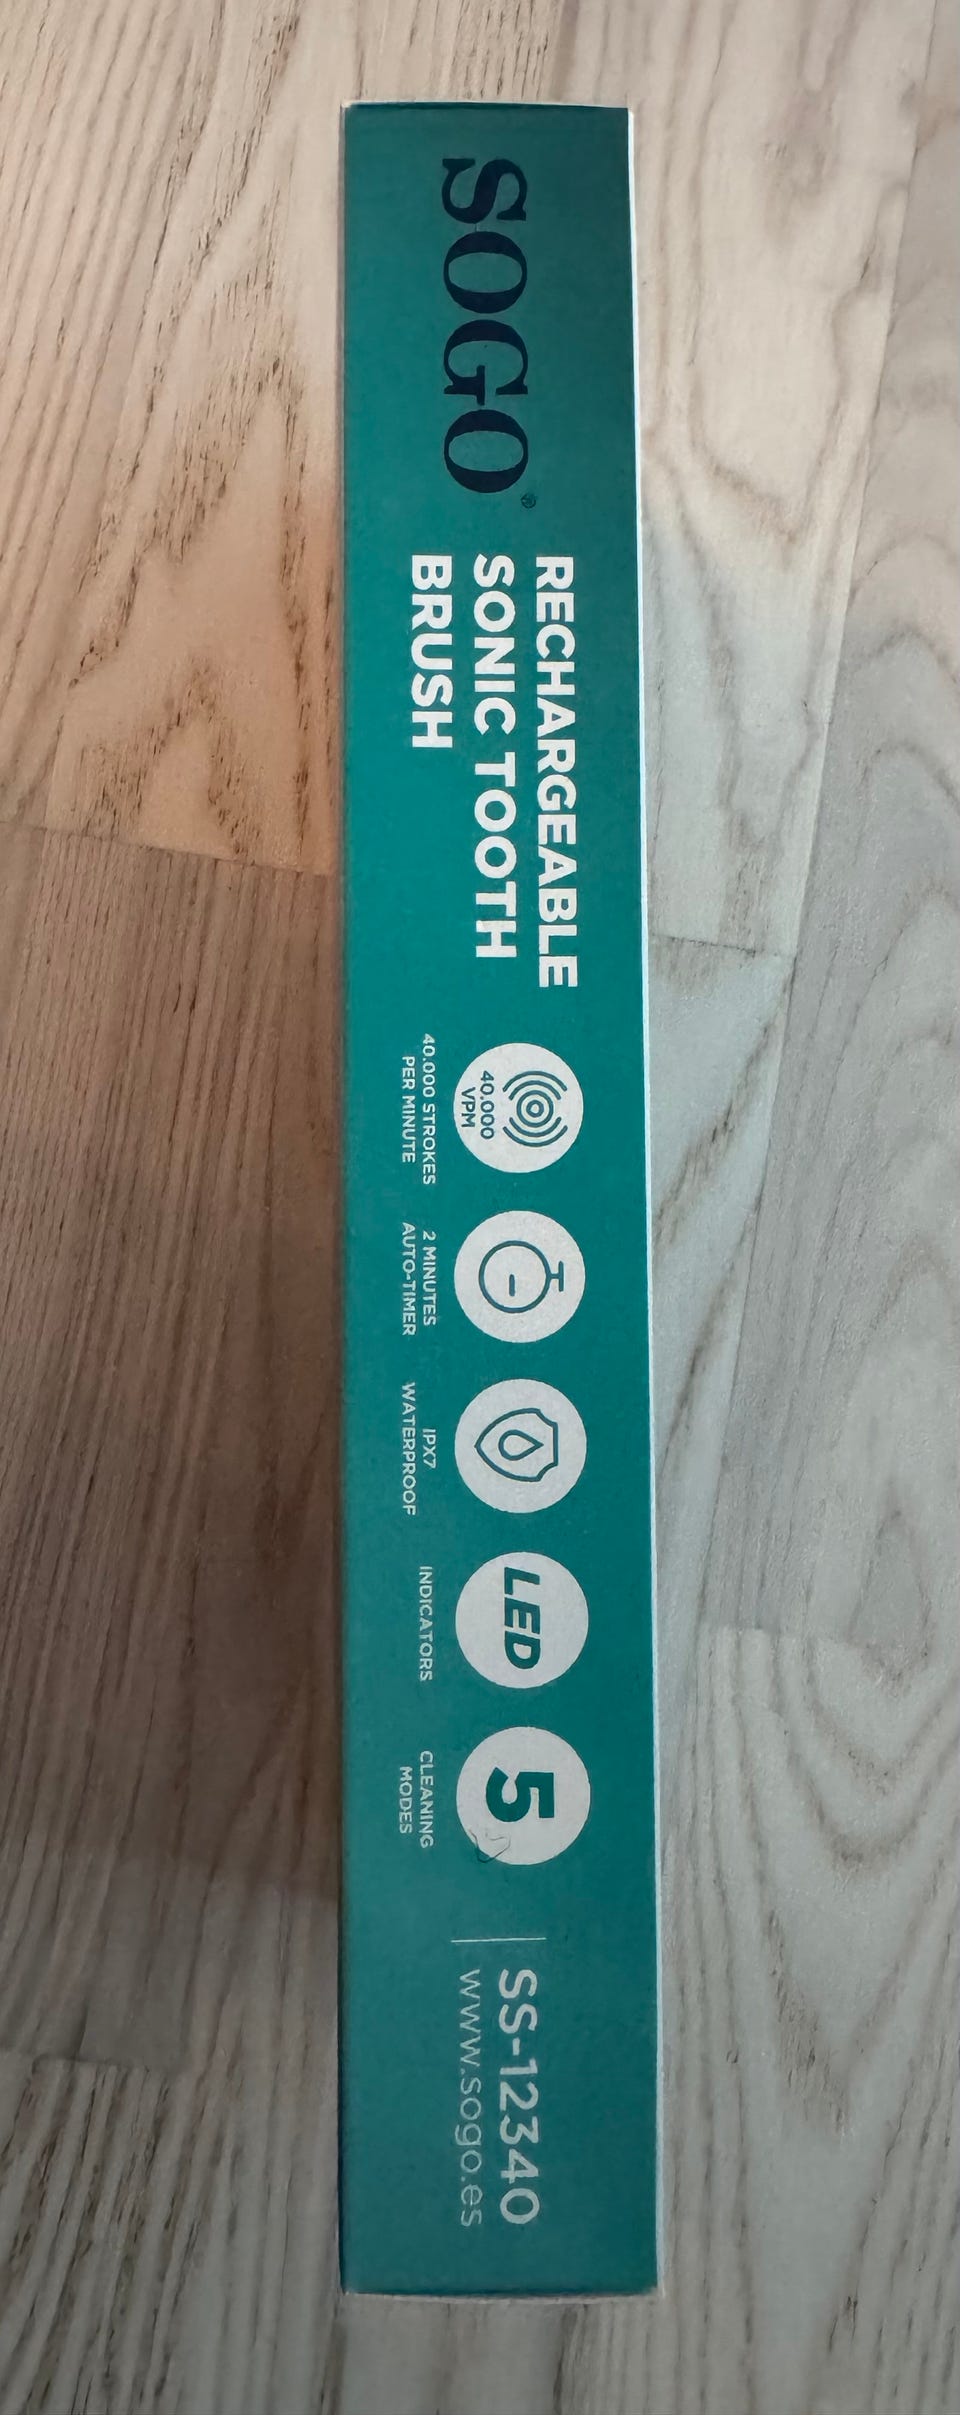 SOGO®
RECHARGEABLE
SONIC TOOTH
BRUSH
40.000
VPM
40.000 STROKES
PER MINUTE
2 MINUTES
AUTO-TIMER
IPX7
WATERPROOF
LED
INDICATORS
5
CLEANING
MODES
SS-12340
www.sogo.es